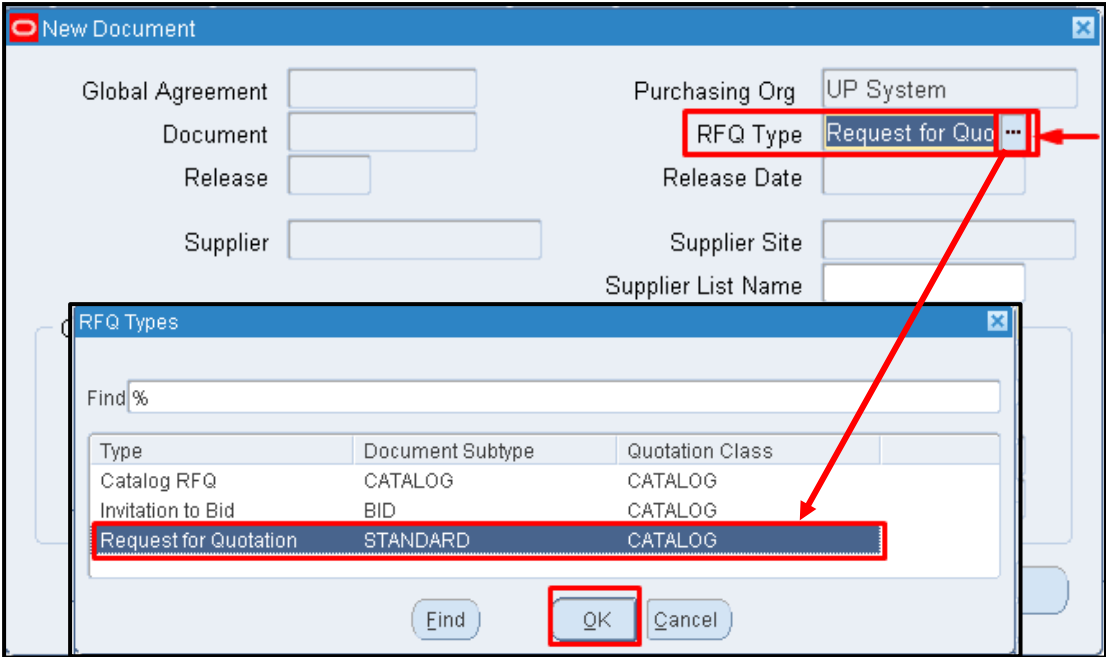 New Document
Global Agreement
Purchasing Org UP System
Document
RFQ Type Request for Quo ...
Release
Release Date
Supplier
Supplier Site
Supplier List Name
RFQ Types
Find %
Type Document Subtype Quotation Class
Catalog RFQ CATALOG CATALOG
Invitation to Bid BID CATALOG
Request for Quotation STANDARD CATALOG
Find OK Cancel